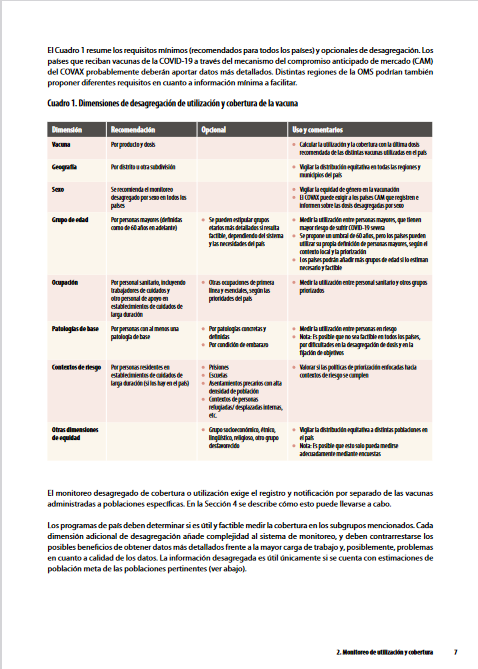 El Cuadro 1 resume los requisitos mínimos (recomendados para todos los países) y opcionales de desagregación. Los
países que reciban vacunas de la COVID-19 a través del mecanismo del compromiso anticipado de mercado (CAM)
del COVAX probablemente deberán aportar datos más detallados. Distintas regiones de la OMS podrían también
proponer diferentes requisitos en cuanto a información mínima a facilitar.
Cuadro 1. Dimensiones de desagregación de utilización y cobertura de la vacuna
Dimensión Recomendación Opcional Uso y comentarios
Vacuna Por producto y dosis • Calcular la utilización y la cobertura con la última dosis
recomendada de las distintas vacunas utilizadas en el país
Geografía Por distrito u otra subdivisión • Vigilar la distribución equitativa en todas las regiones y
municipios del país
Sexo Se recomienda el monitoreo
desagregado por sexo en todos los
países
• Vigilar la equidad de género en la vacunación
• El COVAX puede exigir a los países CAM que registren e
informen sobre las dosis desagregadas por sexo
Grupo de edad Por personas mayores (definidas
como de 60 años en adelante)
• Se pueden estipular grupos
etarios más detallados si resulta
factible, dependiendo del sistema
y las necesidades del país
• Medir la utilización entre personas mayores, que tienen
mayor riesgo de sufrir COVID-19 severa
• Se propone un umbral de 60 años, pero los países pueden
utilizar su propia definición de personas mayores, según el
contexto local y la priorización
• Los países podrán añadir más grupos de edad si lo estiman
necesario y factible
Ocupación Por personal sanitario, incluyendo
trabajadores de cuidados y
otro personal de apoyo en
establecimientos de cuidados de
larga duración
• Otras ocupaciones de primera
línea y esenciales, según las
prioridades del país
• Medir la utilización entre personal sanitario y otros grupos
priorizados
Patologías de base Por personas con al menos una
patología de base
• Por patologías concretas y
definidas
• Por condición de embarazo
• Medir la utilización entre personas en riesgo
• Nota: Es posible que no sea factible en todos los países,
por dificultades en la desagregación de dosis y en la
fijación de objetivos
Contextos de riesgo Por personas residentes en
establecimientos de cuidados de
larga duración (si los hay en el país)
• Prisiones
• Escuelas
• Asentamientos precarios con alta
densidad de población
• Contextos de personas
refugiadas/ desplazadas internas,
etc.
• Valorar si las políticas de priorización enfocadas hacia
contextos de riesgo se cumplen
Otras dimensiones
de equidad
• Grupo socioeconómico, étnico,
lingüístico, religioso, otro grupo
desfavorecido
• Vigilar la distribución equitativa a distintas poblaciones en
el país
• Nota: Es posible que esto solo pueda medirse
adecuadamente mediante encuestas
El monitoreo desagregado de cobertura o utilización exige el registro y notificación por separado de las vacunas
administradas a poblaciones específicas. En la Sección 4 se describe cómo esto puede llevarse a cabo.
Los programas de país deben determinar si es útil y factible medir la cobertura en los subgrupos mencionados. Cada
dimensión adicional de desagregación añade complejidad al sistema de monitoreo, y deben contrarrestarse los
posibles beneficios de obtener datos más detallados frente a la mayor carga de trabajo y, posiblemente, problemas
en cuanto a calidad de los datos. La información desagregada es útil únicamente si se cuenta con estimaciones de
población meta de las poblaciones pertinentes (ver abajo).
2. Monitoreo de utilización y cobertura 7